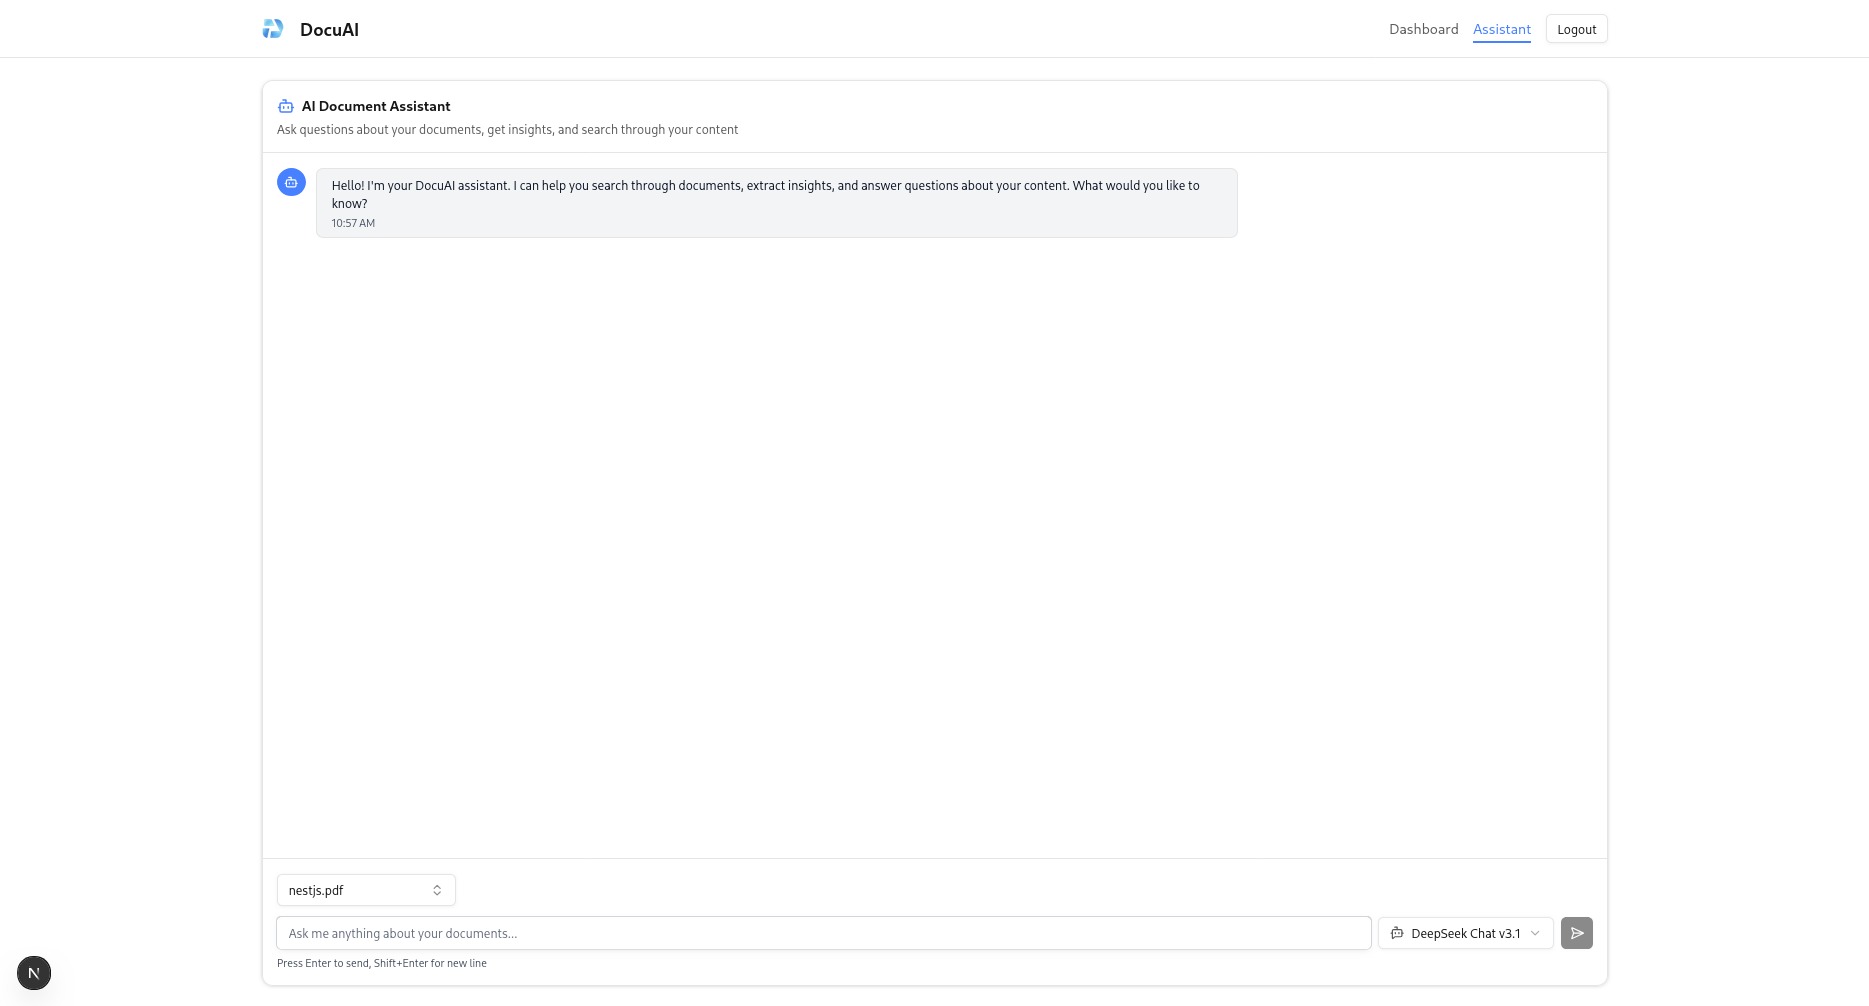 DocuAI
Dashboard
Assistant
Logout
AI Document Assistant
Ask questions about your documents, get insights, and search through your content
Hello! I'm your DocuAI assistant. I can help you search through documents, extract insights, and answer questions about your content. What would you like to
know?
10:57 AM
nestjs.pdf
Ask me anything about your documents...
DeepSeek Chat v3.1
Press Enter to send, Shift+Enter for new line
N